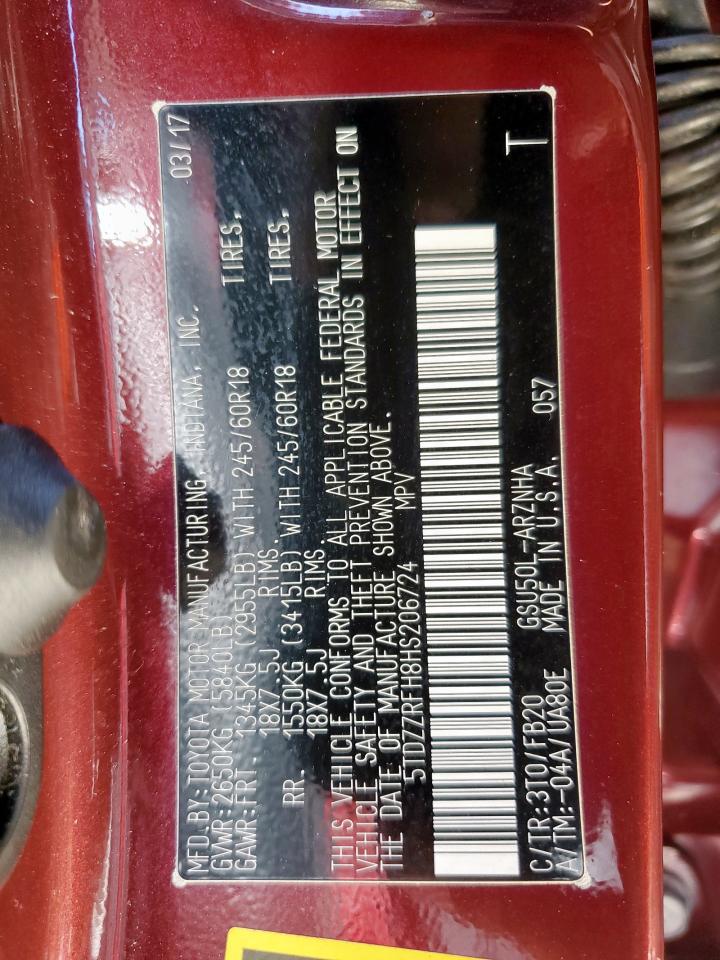 MFD.BY:TOYOTA MOTOR MANUFACTURING, INDIANA, INC. 03/17
GVWR:2650KG (5840LB)
GAWR:FRT. 1345KG (2955LB) WITH 245/60R18 TIRES,
18X7.5J RIMS.
RR. 1550KG (3415LB) WITH 245/60R18 TIRES,
18X7.5J RIMS
THIS VEHICLE CONFORMS TO ALL APPLICABLE FEDERAL MOTOR
VEHICLE SAFETY AND THEFT PREVENTION STANDARDS IN EFFECT ON
THE DATE OF MANUFACTURE SHOWN ABOVE.
5TDZZRFH8HS206724 MPV
C/TR:3T0/FB20 GSU50L-ARZNHA T
A/TM:-04A/UA80E MADE IN U.S.A. 057